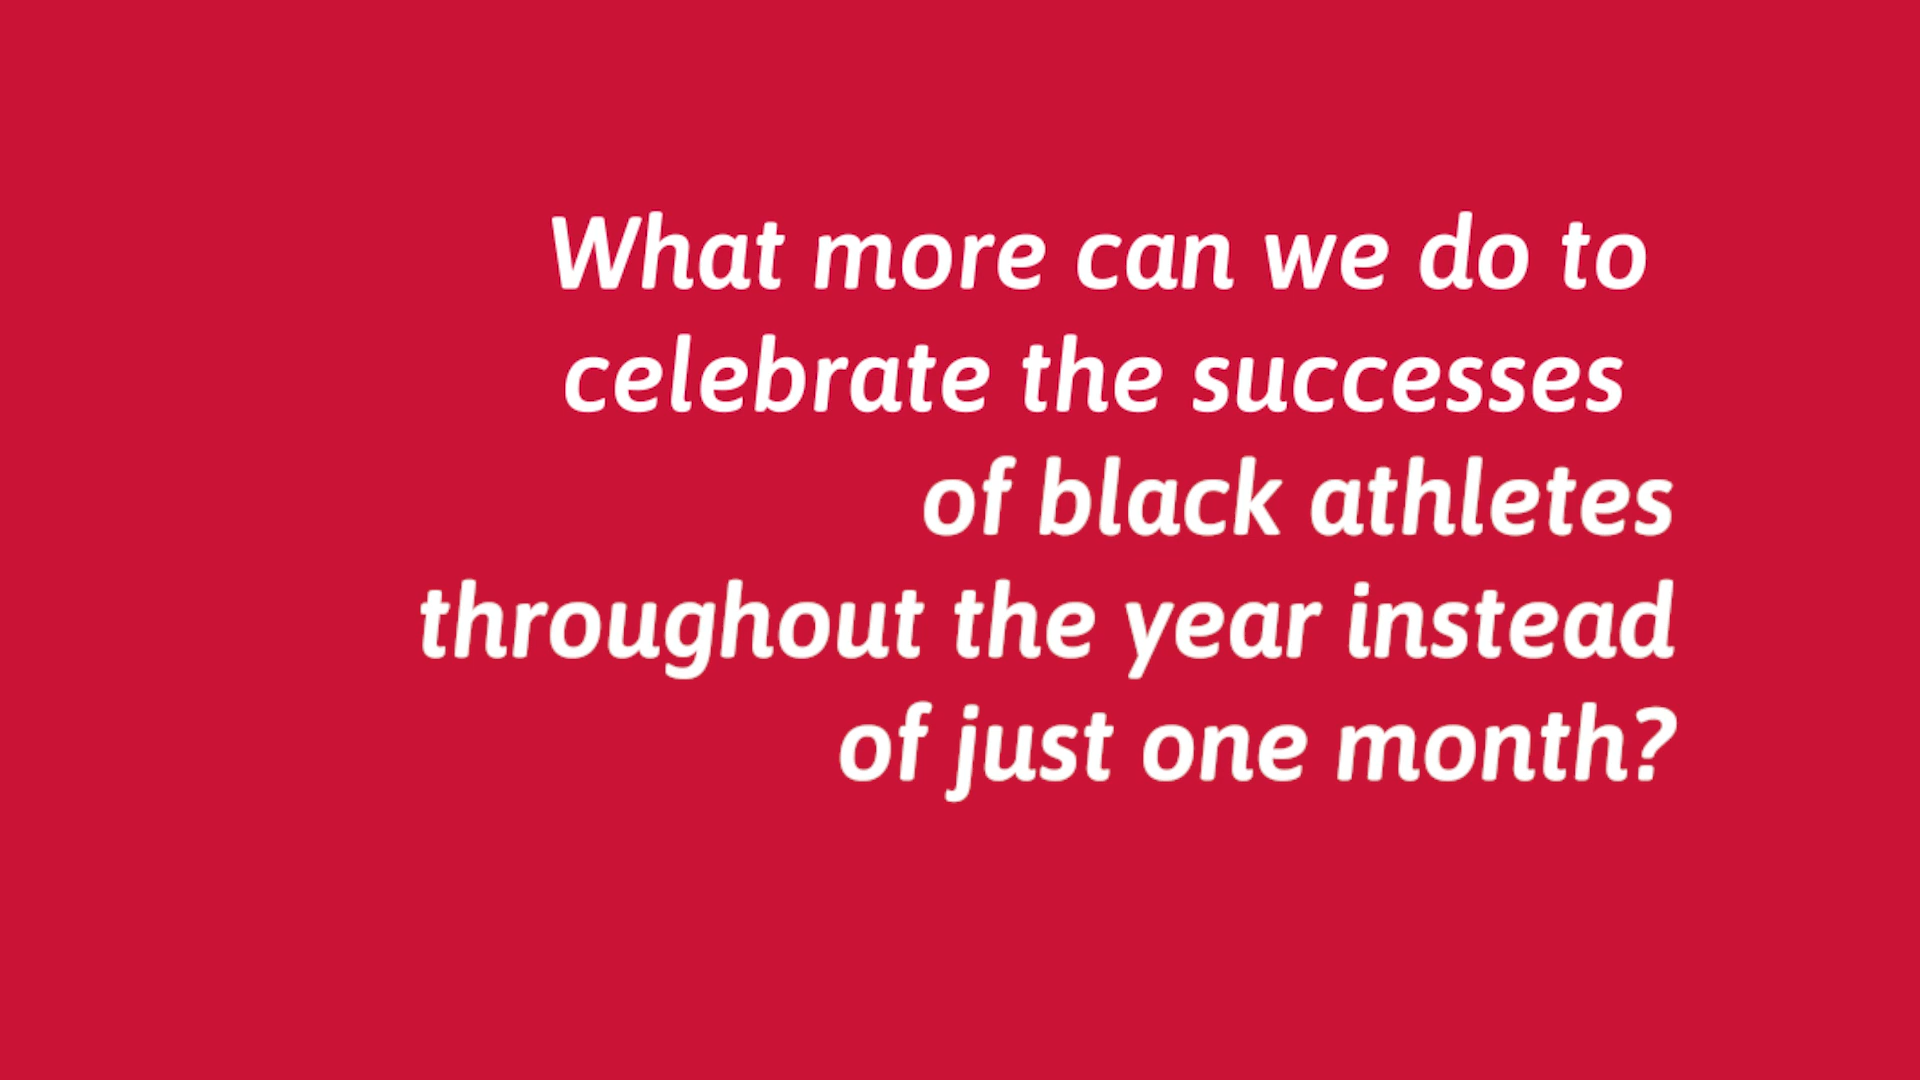 What more can we do to
celebrate the successes
of black athletes
throughout the year instead
of just one month?